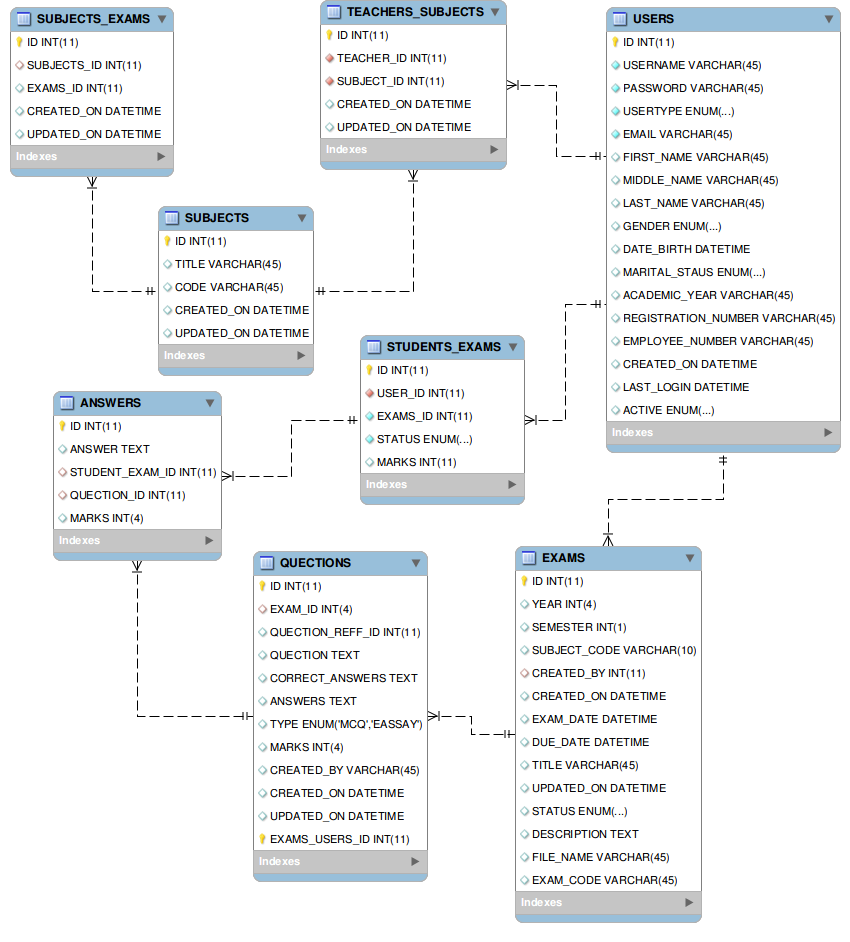 SUBJECTS_EXAMS
ID INT(11)
SUBJECTS_ID INT(11)
EXAMS_ID INT(11)
CREATED_ON DATETIME
UPDATED_ON DATETIME
Indexes
TEACHERS_SUBJECTS
ID INT(11)
TEACHER_ID INT(11)
SUBJECT_ID INT(11)
CREATED_ON DATETIME
UPDATED_ON DATETIME
Indexes
USERS
ID INT(11)
USERNAME VARCHAR(45)
PASSWORD VARCHAR(45)
USERTYPE ENUM(...)
EMAIL VARCHAR(45)
FIRST_NAME VARCHAR(45)
MIDDLE_NAME VARCHAR(45)
LAST_NAME VARCHAR(45)
GENDER ENUM(...)
DATE_BIRTH DATETIME
MARITAL_STAUS ENUM(...)
ACADEMIC_YEAR VARCHAR(45)
REGISTRATION_NUMBER VARCHAR(45)
EMPLOYEE_NUMBER VARCHAR(45)
CREATED_ON DATETIME
LAST_LOGIN DATETIME
ACTIVE ENUM(...)
Indexes
SUBJECTS
ID INT(11)
TITLE VARCHAR(45)
CODE VARCHAR(45)
CREATED_ON DATETIME
UPDATED_ON DATETIME
Indexes
STUDENTS_EXAMS
ID INT(11)
USER_ID INT(11)
EXAMS_ID INT(11)
STATUS ENUM(...)
MARKS INT(11)
Indexes
ANSWERS
ID INT(11)
ANSWER TEXT
STUDENT_EXAM_ID INT(11)
QUESTION_ID INT(11)
MARKS INT(4)
Indexes
QUECTIONS
ID INT(11)
EXAM_ID INT(4)
QUECTION_REFF_ID INT(11)
QUECTION TEXT
CORRECT_ANSWERS TEXT
ANSWERS TEXT
TYPE ENUM('MCQ','EASSAY')
MARKS INT(4)
CREATED_BY VARCHAR(45)
CREATED_ON DATETIME
UPDATED_ON DATETIME
EXAMS_USERS_ID INT(11)
Indexes
EXAMS
ID INT(11)
YEAR INT(4)
SEMESTER INT(1)
SUBJECT_CODE VARCHAR(10)
CREATED_BY INT(11)
CREATED_ON DATETIME
EXAM_DATE DATETIME
DUE_DATE DATETIME
TITLE VARCHAR(45)
UPDATED_ON DATETIME
STATUS ENUM(...)
DESCRIPTION TEXT
FILE_NAME VARCHAR(45)
EXAM_CODE VARCHAR(45)
Indexes